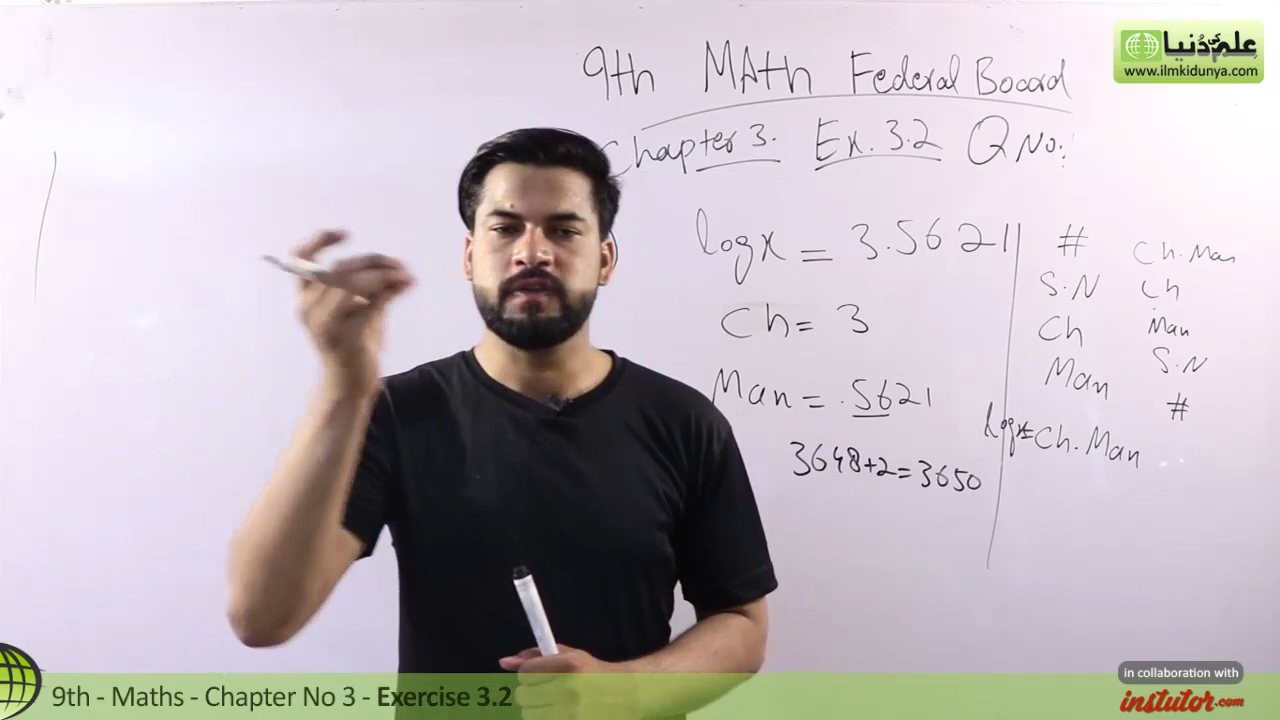 9th MAth Federal Board
Chapter 3. Ex. 3.2 Q No:
log x = 3.5621
Ch = 3
Man = .5621
3648+2=3650
#
S.N
Ch
Man
logx= Ch. Man
Ch. Man
Ch
Man
S.N
#
علم کی دُنیا
www.ilmkidunya.com
9th - Maths - Chapter No 3 - Exercise 3.2
in collaboration with
instutor.com